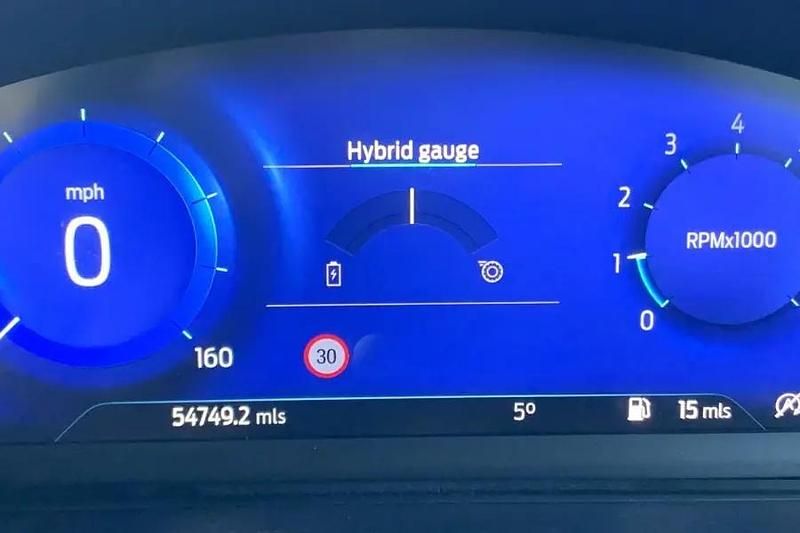 Hybrid gauge
mph
0
160
4
3
2
1
0
RPMx1000
30
54749.2 mls
5º
15 mls